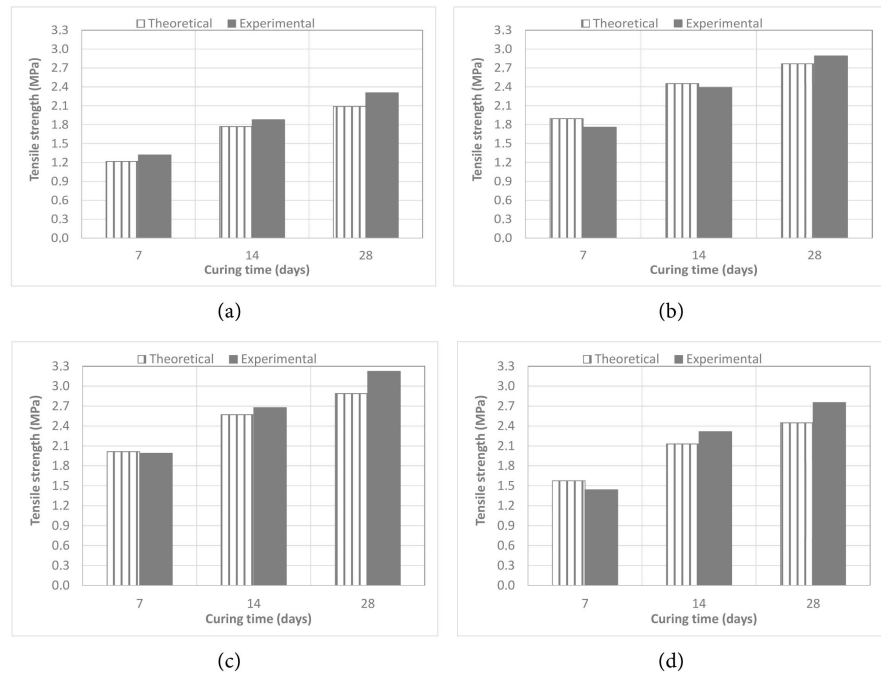 Theoretical Experimental
3.3
3.0
2.7
2.4
2.1
1.8
1.5
1.2
0.9
0.6
0.3
0.0
Tensile strength (MPa)
7 14 28
Curing time (days)
(a)
Theoretical Experimental
3.3
3.0
2.7
2.4
2.1
1.8
1.5
1.2
0.9
0.6
0.3
0.0
Tensile strength (MPa)
7 14 28
Curing time (days)
(b)
Theoretical Experimental
3.3
3.0
2.7
2.4
2.1
1.8
1.5
1.2
0.9
0.6
0.3
0.0
Tensile strength (MPa)
7 14 28
Curing time (days)
(c)
Theoretical Experimental
3.3
3.0
2.7
2.4
2.1
1.8
1.5
1.2
0.9
0.6
0.3
0.0
Tensile strength (MPa)
7 14 28
Curing time (days)
(d)